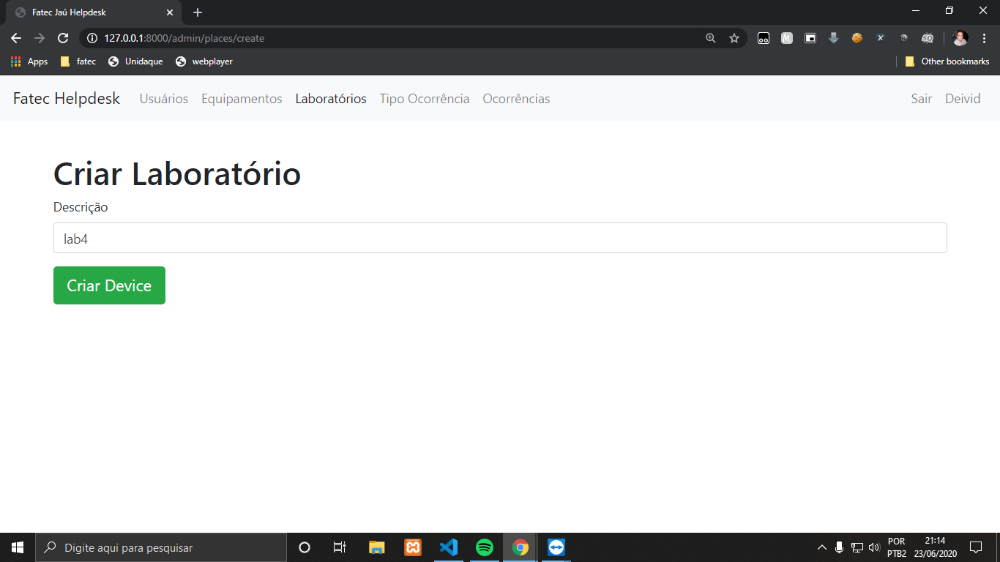 Fatec Jaú Helpdesk
127.0.0.1:8000/admin/places/create
Apps fatec Unidaque webplayer Other bookmarks
Fatec Helpdesk Usuários Equipamentos Laboratórios Tipo Ocorrência Ocorrências Sair Deivid
Criar Laboratório
Descrição
lab4
Criar Device
Digite aqui para pesquisar
POR 21:14
PTB2 23/06/2020